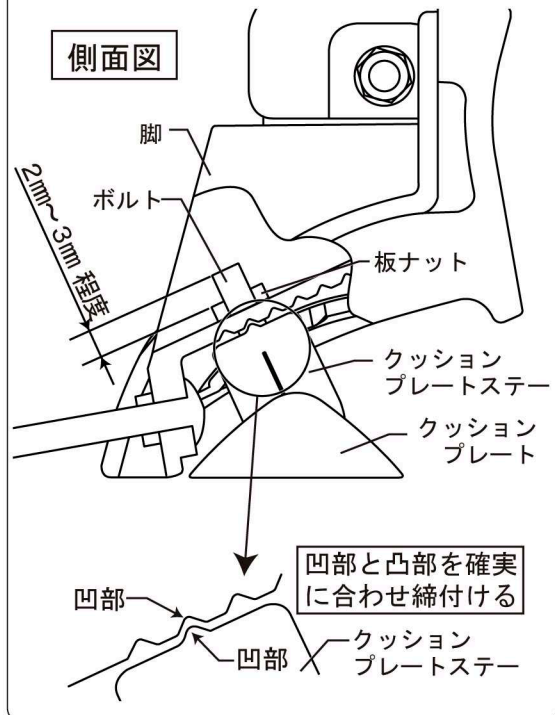 側面図
脚
ボルト
2㎜～3㎜ 程度
板ナット
クッション
プレートステー
クッション
プレート
凹部と凸部を確実
に合わせ締付ける
凹部
凹部
クッション
プレートステー